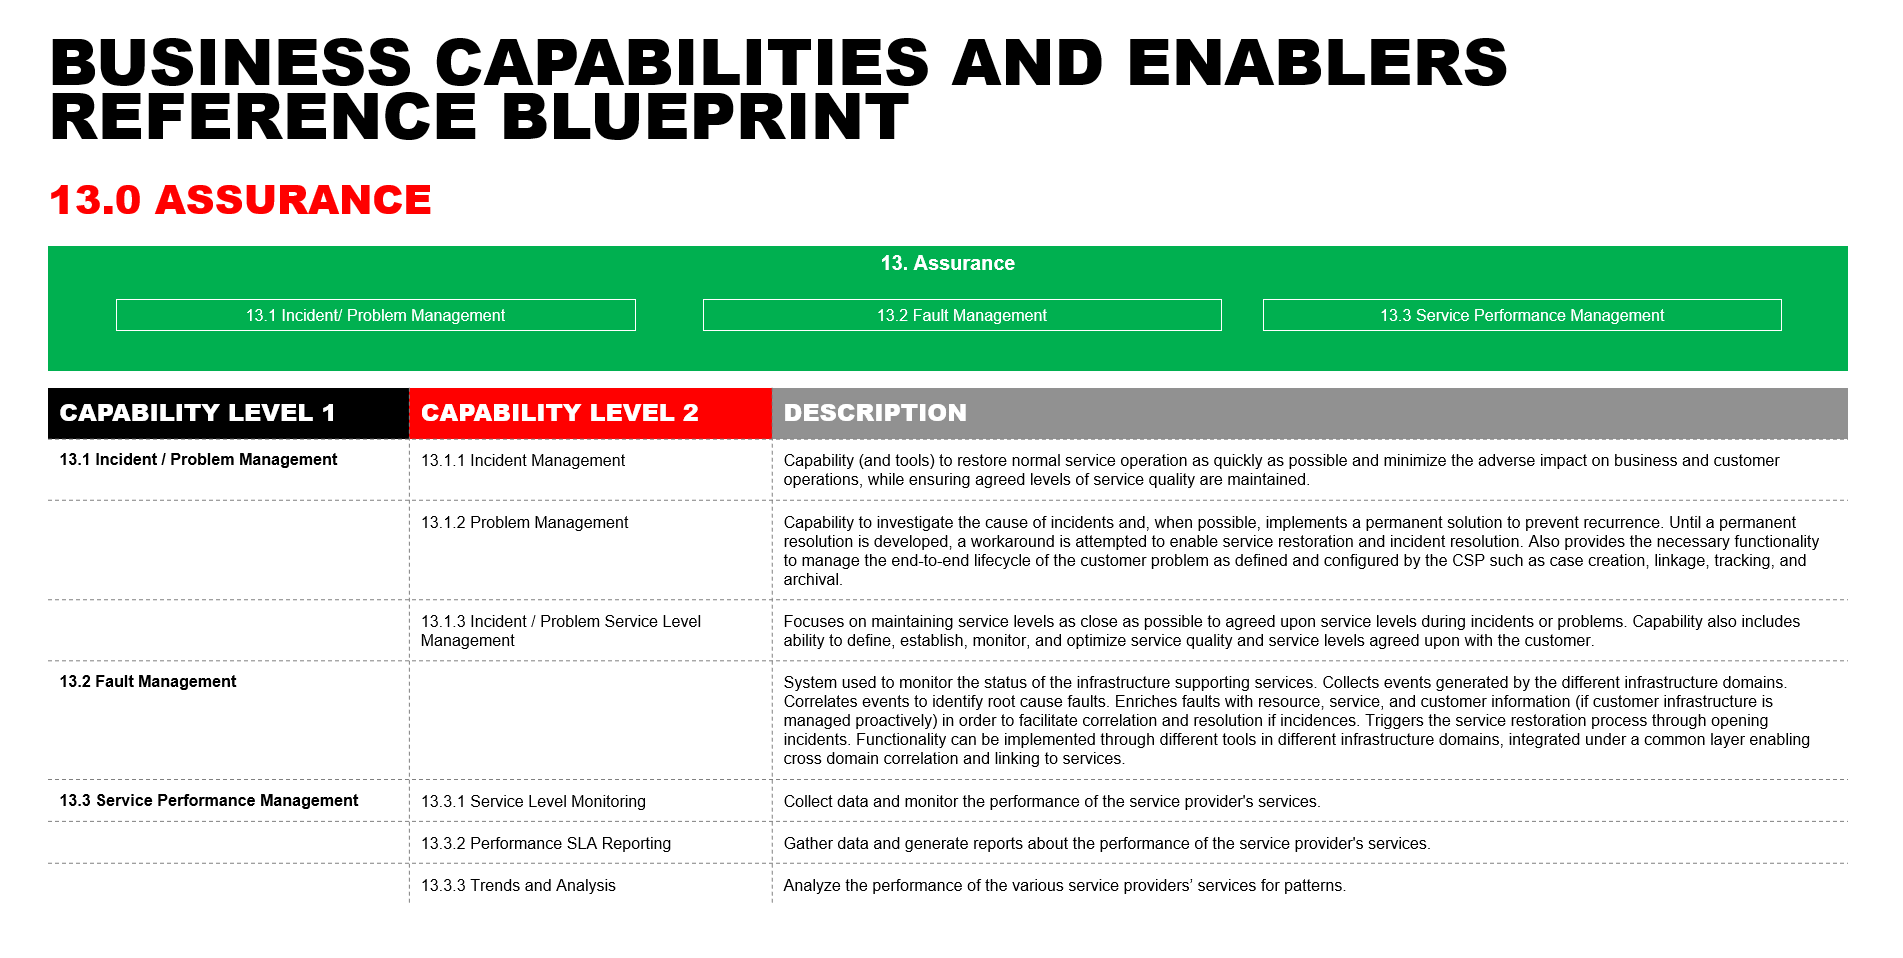 BUSINESS CAPABILITIES AND ENABLERS
REFERENCE BLUEPRINT
13.0 ASSURANCE
13. Assurance
13.1 Incident/ Problem Management
13.2 Fault Management
13.3 Service Performance Management
CAPABILITY LEVEL 1
CAPABILITY LEVEL 2
DESCRIPTION
13.1 Incident / Problem Management
13.1.1 Incident Management
Capability (and tools) to restore normal service operation as quickly as possible and minimize the adverse impact on business and customer
operations, while ensuring agreed levels of service quality are maintained.
13.1.2 Problem Management
Capability to investigate the cause of incidents and, when possible, implements a permanent solution to prevent recurrence. Until a permanent
resolution is developed, a workaround is attempted to enable service restoration and incident resolution. Also provides the necessary functionality
to manage the end-to-end lifecycle of the customer problem as defined and configured by the CSP such as case creation, linkage, tracking, and
archival.
13.1.3 Incident / Problem Service Level
Management
Focuses on maintaining service levels as close as possible to agreed upon service levels during incidents or problems. Capability also includes
ability to define, establish, monitor, and optimize service quality and service levels agreed upon with the customer.
13.2 Fault Management
System used to monitor the status of the infrastructure supporting services. Collects events generated by the different infrastructure domains.
Correlates events to identify root cause faults. Enriches faults with resource, service, and customer information (if customer infrastructure is
managed proactively) in order to facilitate correlation and resolution if incidences. Triggers the service restoration process through opening
incidents. Functionality can be implemented through different tools in different infrastructure domains, integrated under a common layer enabling
cross domain correlation and linking to services.
13.3 Service Performance Management
13.3.1 Service Level Monitoring
Collect data and monitor the performance of the service provider's services.
13.3.2 Performance SLA Reporting
Gather data and generate reports about the performance of the service provider's services.
13.3.3 Trends and Analysis
Analyze the performance of the various service providers’ services for patterns.